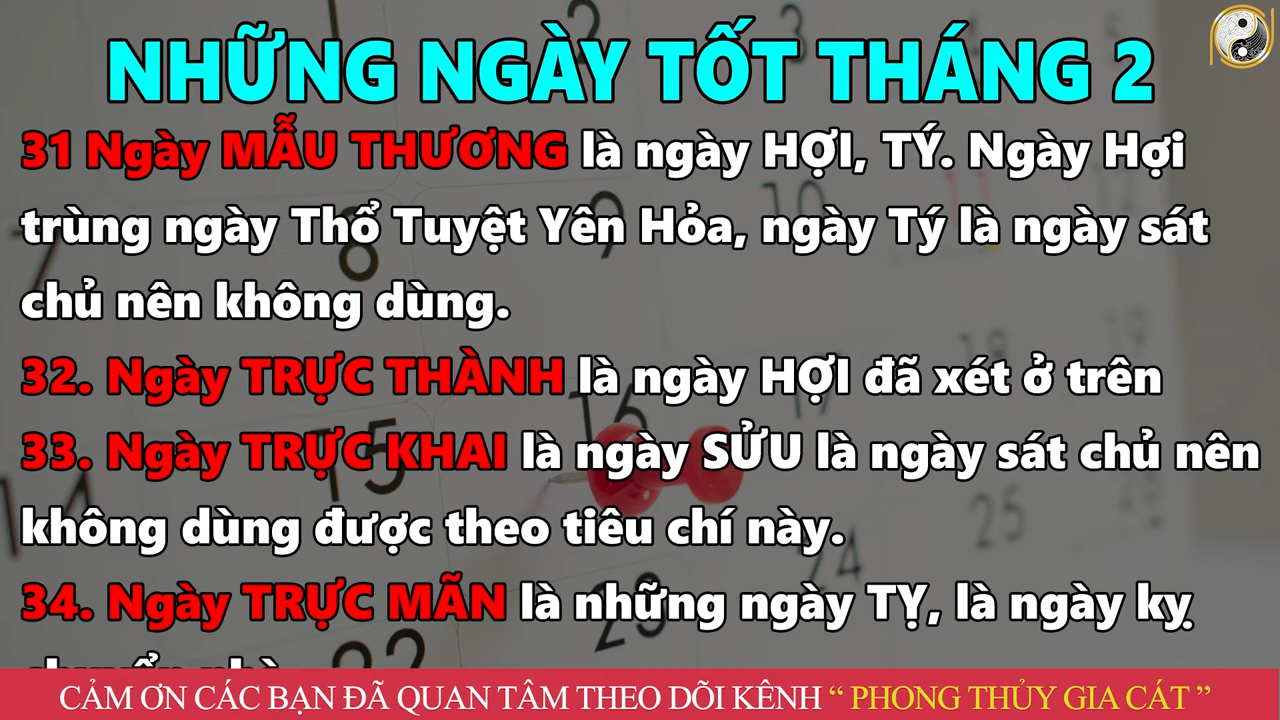 NHỮNG NGÀY TỐT THÁNG 2
31 Ngày MẪU THƯƠNG là ngày HỢI, TÝ. Ngày Hợi
trùng ngày Thổ Tuyệt Yên Hỏa, ngày Tý là ngày sát
chủ nên không dùng.
32. Ngày TRỰC THÀNH là ngày HỢI đã xét ở trên
33. Ngày TRỰC KHAI là ngày SỬU là ngày sát chủ nên
không dùng được theo tiêu chí này.
34. Ngày TRỰC MÃN là những ngày TỴ, là ngày kỵ
CẢM ƠN CÁC BẠN ĐÃ QUAN TÂM THEO DÕI KÊNH “ PHONG THỦY GIA CÁT ”